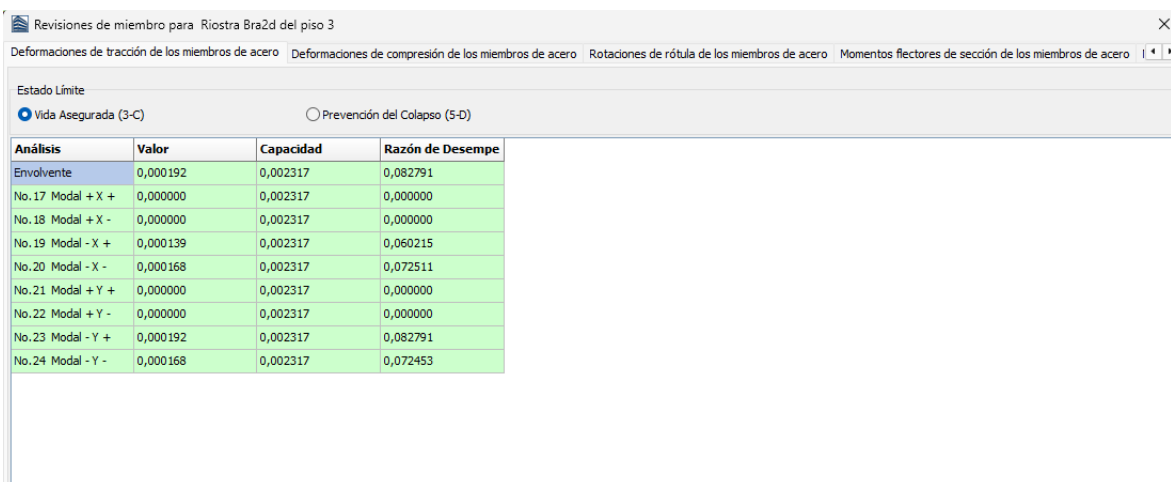 Revisiones de miembro para Riostra Bra2d del piso 3
Deformaciones de tracción de los miembros de acero Deformaciones de compresión de los miembros de acero Rotaciones de rótula de los miembros de acero Momentos flectores de sección de los miembros de acero
Estado Límite
Vida Asegurada (3-C) Prevención del Colapso (5-D)
Análisis Valor Capacidad Razón de Desempe
Envolvente 0,000192 0,002317 0,082791
No.17 Modal + X + 0,000000 0,002317 0,000000
No.18 Modal + X - 0,000000 0,002317 0,000000
No.19 Modal - X + 0,000139 0,002317 0,060215
No.20 Modal - X - 0,000168 0,002317 0,072511
No.21 Modal + Y + 0,000000 0,002317 0,000000
No.22 Modal + Y - 0,000000 0,002317 0,000000
No.23 Modal - Y + 0,000192 0,002317 0,082791
No.24 Modal - Y - 0,000168 0,002317 0,072453